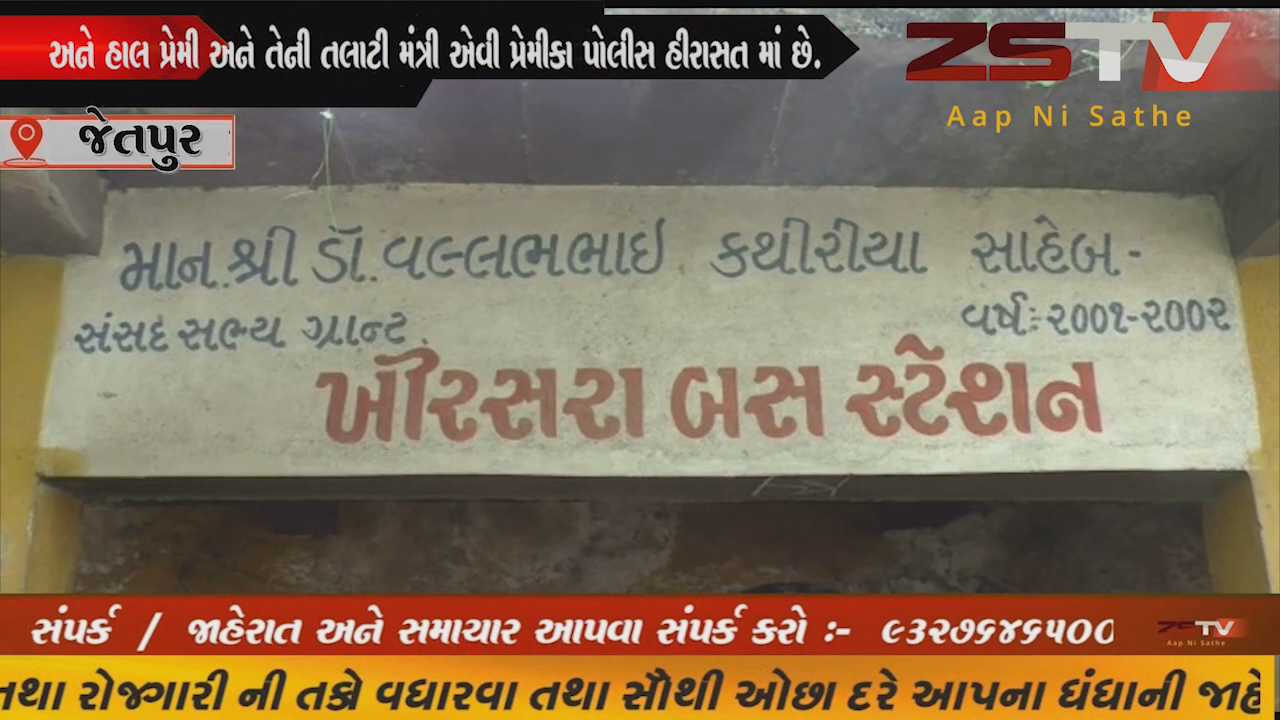 અને હાલ પ્રેમી અને તેની તલાટી મંત્રી એવી પ્રેમીકા પોલીસ હીરાસત માં છે.
ZSTV
Aap Ni Sathe
જેતપુર
માન.શ્રી ડૉ.વલ્લભભાઇ કથીરીયા સાહેબ-
સંસદ સભ્ય ગ્રાન્ટ. વર્ષ:૨૦૦૧-૨૦૦૨
ખીરસરા બસ સ્ટેશન
સંપર્ક / જાહેરાત અને સમાચાર આપવા સંપર્ક કરો :- ૯૩૨૭૬૪૬૫૦૦
ZSTV
Aap Ni Sathe
તથા રોજગારી ની તકો વધારવા તથા સૌથી ઓછા દરે આપના ધંધાની જાહે